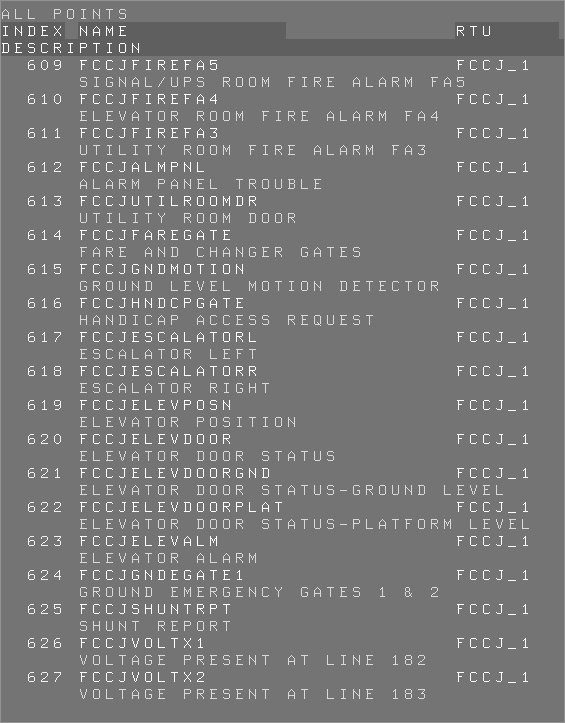 ALL POINTS
INDEX NAME RTU
DESCRIPTION
609 FCCJFIREFA5 FCCJ_1
SIGNAL/UPS ROOM FIRE ALARM FA5
610 FCCJFIREFA4 FCCJ_1
ELEVATOR ROOM FIRE ALARM FA4
611 FCCJFIREFA3 FCCJ_1
UTILITY ROOM FIRE ALARM FA3
612 FCCJALMPNL FCCJ_1
ALARM PANEL TROUBLE
613 FCCJUTILROOMDR FCCJ_1
UTILITY ROOM DOOR
614 FCCJFAREGATE FCCJ_1
FARE AND CHANGER GATES
615 FCCJGNDMOTION FCCJ_1
GROUND LEVEL MOTION DETECTOR
616 FCCJHNDCPGATE FCCJ_1
HANDICAP ACCESS REQUEST
617 FCCJESCALATORL FCCJ_1
ESCALATOR LEFT
618 FCCJESCALATORR FCCJ_1
ESCALATOR RIGHT
619 FCCJELEVPOSN FCCJ_1
ELEVATOR POSITION
620 FCCJELEVDOOR FCCJ_1
ELEVATOR DOOR STATUS
621 FCCJELEVDOORGND FCCJ_1
ELEVATOR DOOR STATUS-GROUND LEVEL
622 FCCJELEVDOORPLAT FCCJ_1
ELEVATOR DOOR STATUS-PLATFORM LEVEL
623 FCCJELEVALM FCCJ_1
ELEVATOR ALARM
624 FCCJGNDEGATE1 FCCJ_1
GROUND EMERGENCY GATES 1 & 2
625 FCCJSHUNTRPT FCCJ_1
SHUNT REPORT
626 FCCJVOLTX1 FCCJ_1
VOLTAGE PRESENT AT LINE 182
627 FCCJVOLTX2 FCCJ_1
VOLTAGE PRESENT AT LINE 183